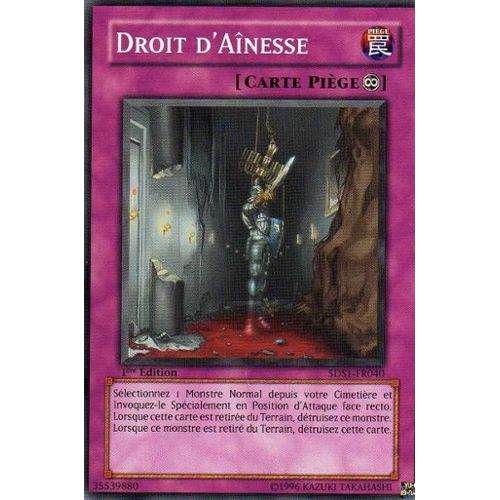 DROIT D'AÎNESSE
PIÈGE
罠
[CARTE PIÈGE∞]
1ère Édition
SDS1-FR040
Sélectionnez 1 Monstre Normal depuis votre Cimetière et
Invoquez-le Spécialement en Position d'Attaque face recto.
Lorsque cette carte est retirée du Terrain, détruisez ce monstre.
Lorsque ce monstre est retiré du Terrain, détruisez cette carte.
35539880
©1996 KAZUKI TAKAHASHI